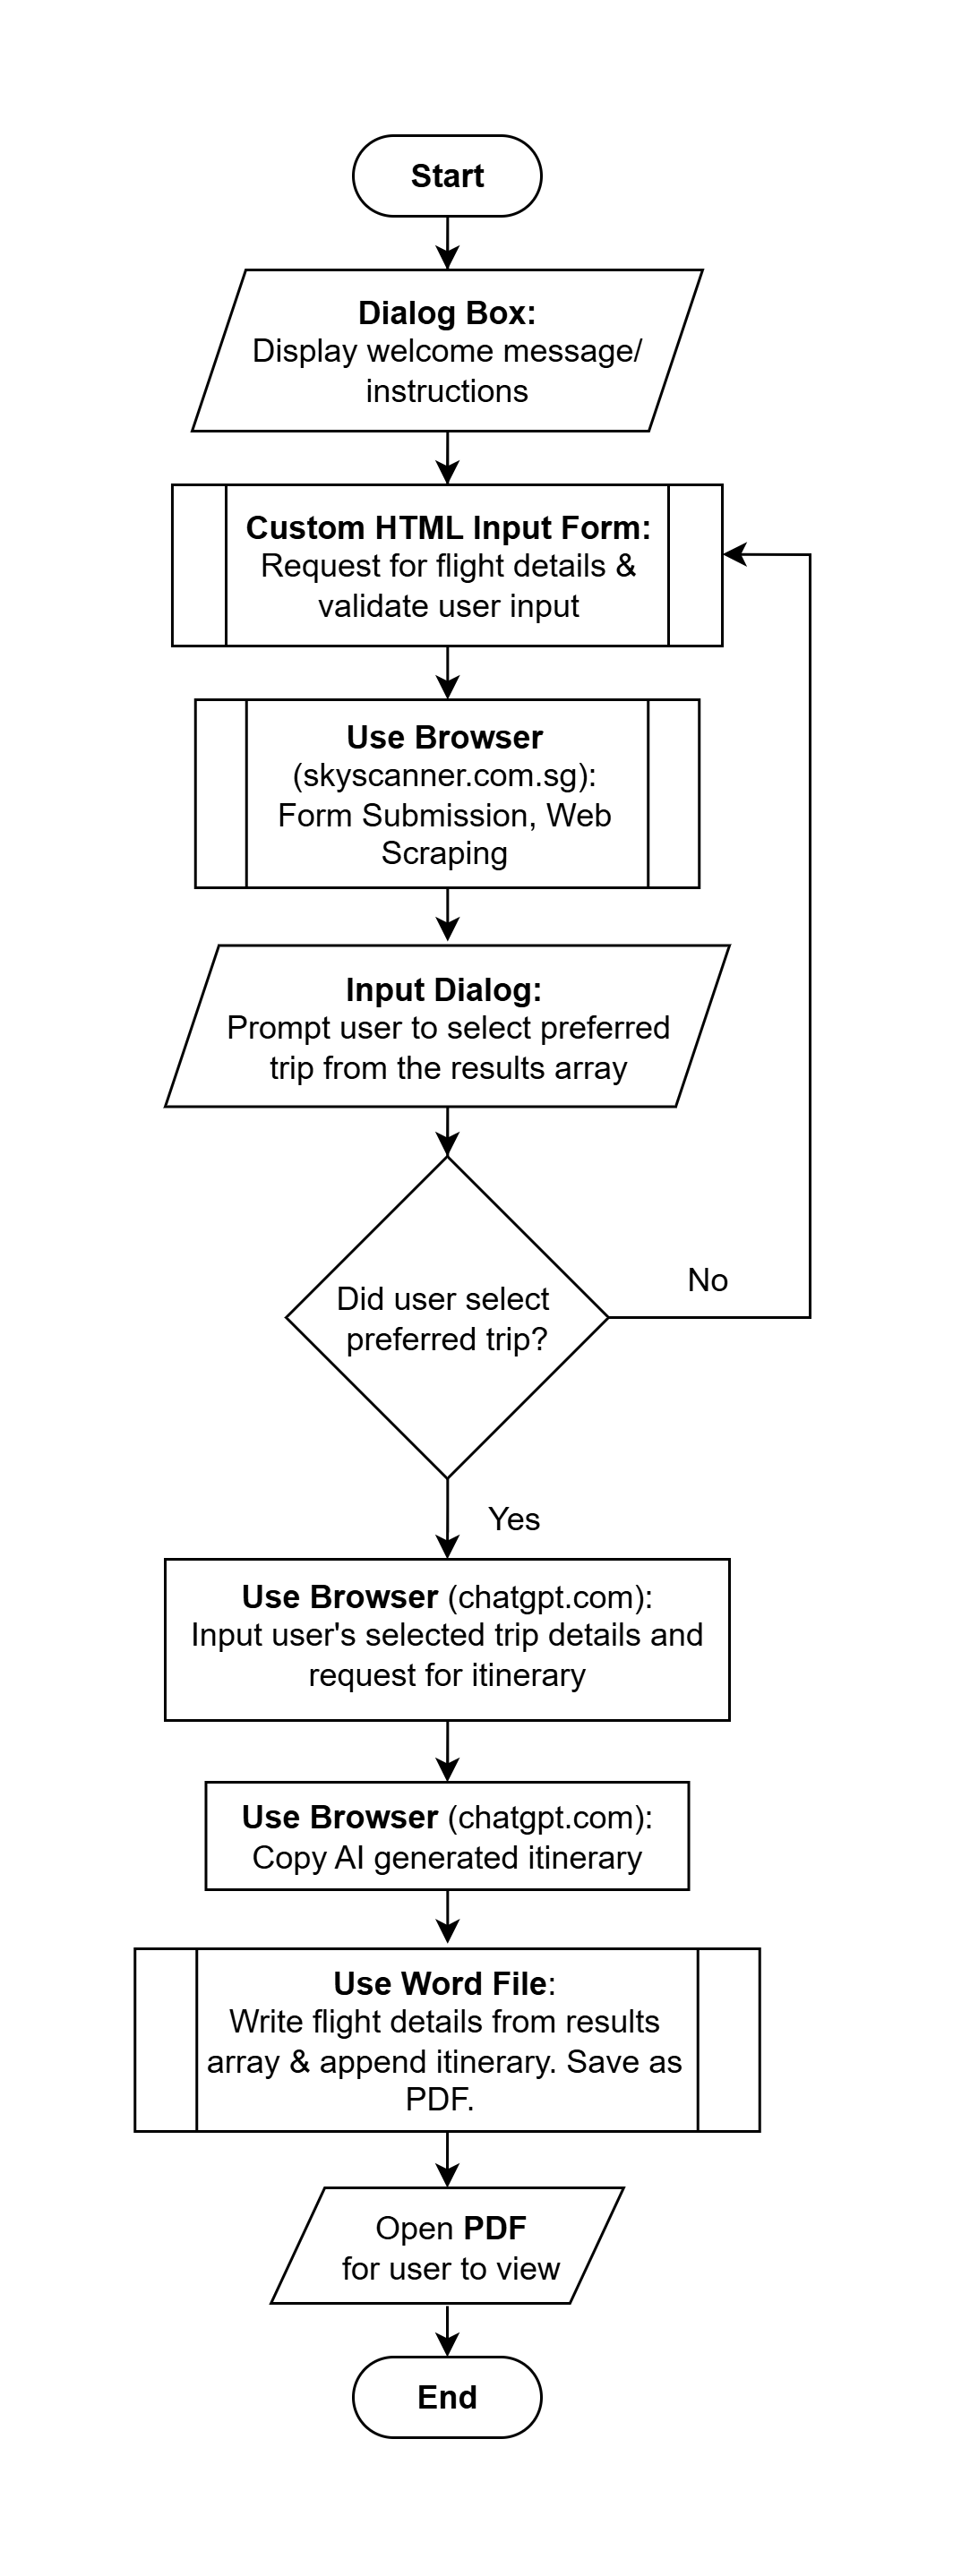 Start
Dialog Box:
Display welcome message/
instructions
Custom HTML Input Form:
Request for flight details &
validate user input
Use Browser
(skyscanner.com.sg):
Form Submission, Web
Scraping
Input Dialog:
Prompt user to select preferred
trip from the results array
Did user select
preferred trip?
No
Yes
Use Browser (chatgpt.com):
Input user's selected trip details and
request for itinerary
Use Browser (chatgpt.com):
Copy AI generated itinerary
Use Word File:
Write flight details from results
array & append itinerary. Save as
PDF.
Open PDF
for user to view
End